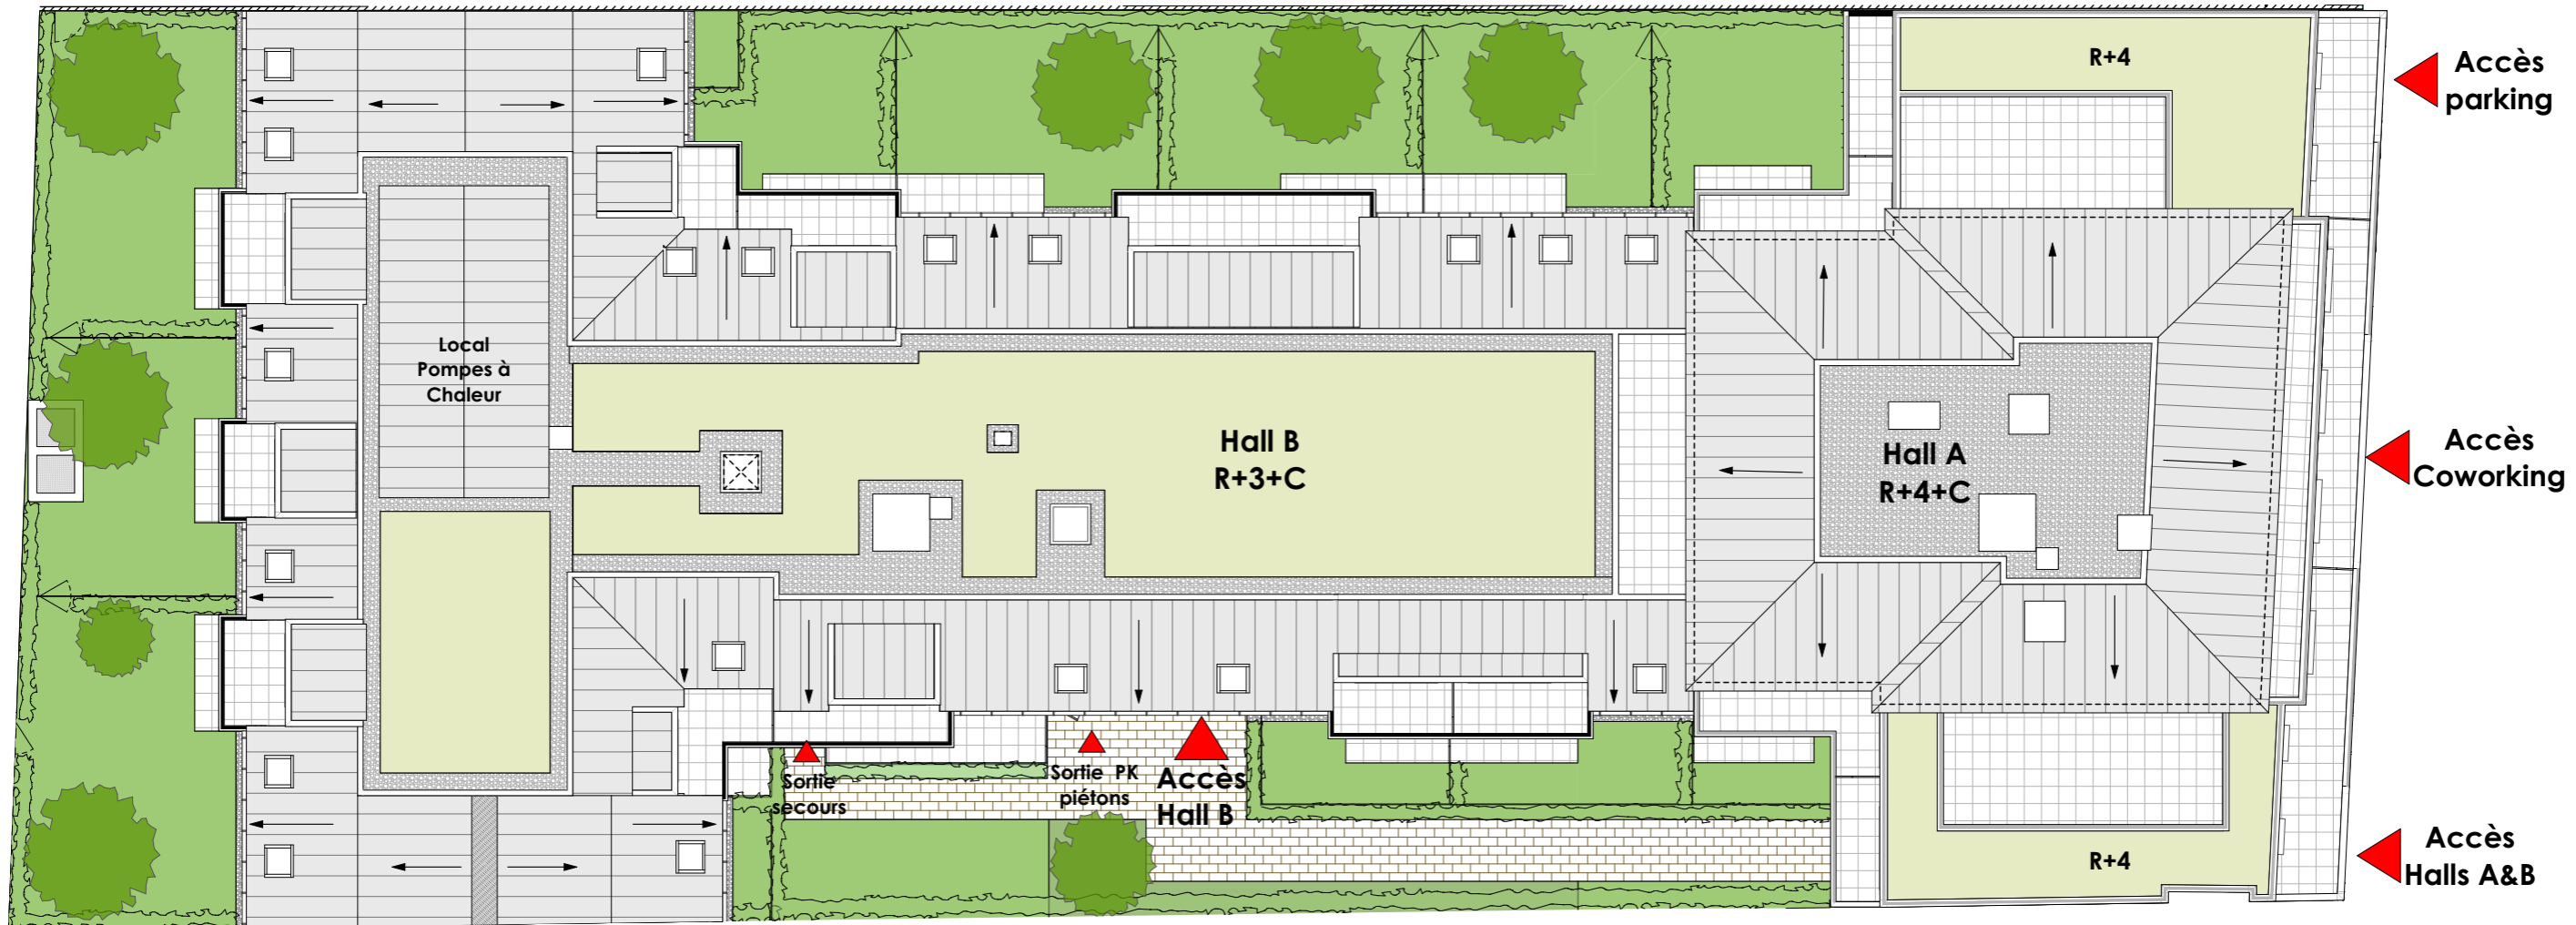 R+4
Accès
parking
Local
Pompes à
Chaleur
Hall B
R+3+C
Hall A
R+4+C
Accès
Coworking
Sortie
secours
Sortie PK
piétons
Accès
Hall B
R+4
Accès
Halls A&B